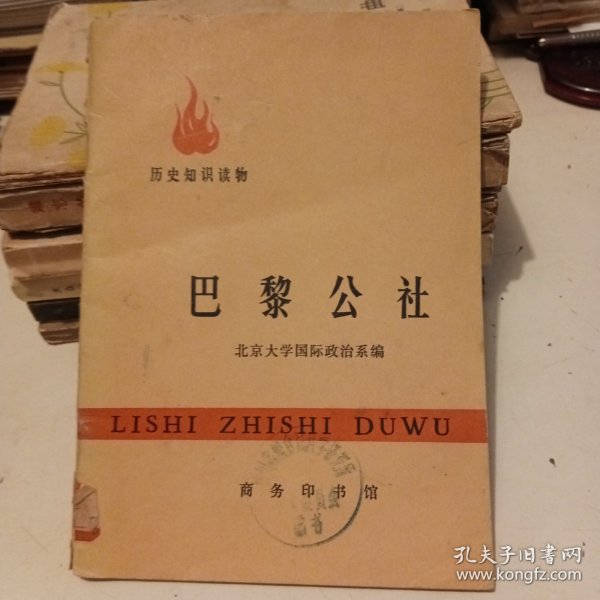 历史知识读物
巴黎公社
北京大学国际政治系编
LISHI ZHISHI DUWU
商务印书馆
孔夫子旧书网
www.kongfz.com